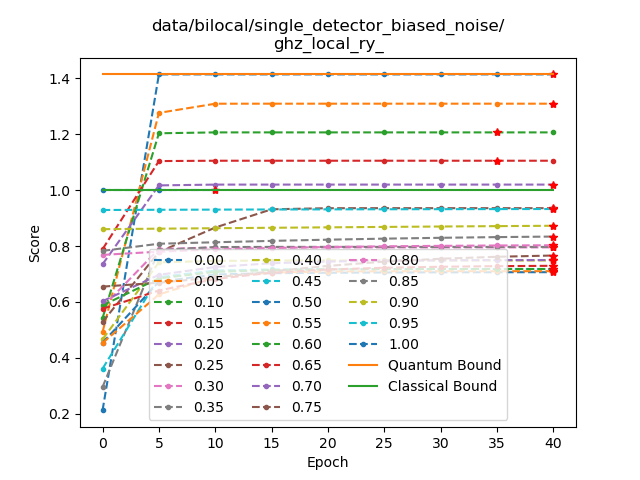 data/bilocal/single_detector_biased_noise/
ghz_local_ry_
Score
1.4
1.2
1.0
0.8
0.6
0.4
0.2
0.00 0.40 0.80
0.05 0.45 0.85
0.10 0.50 0.90
0.15 0.55 0.95
0.20 0.60 1.00
0.25 0.65 Quantum Bound
0.30 0.70 Classical Bound
0.35 0.75
0 5 10 15 20 25 30 35 40
Epoch